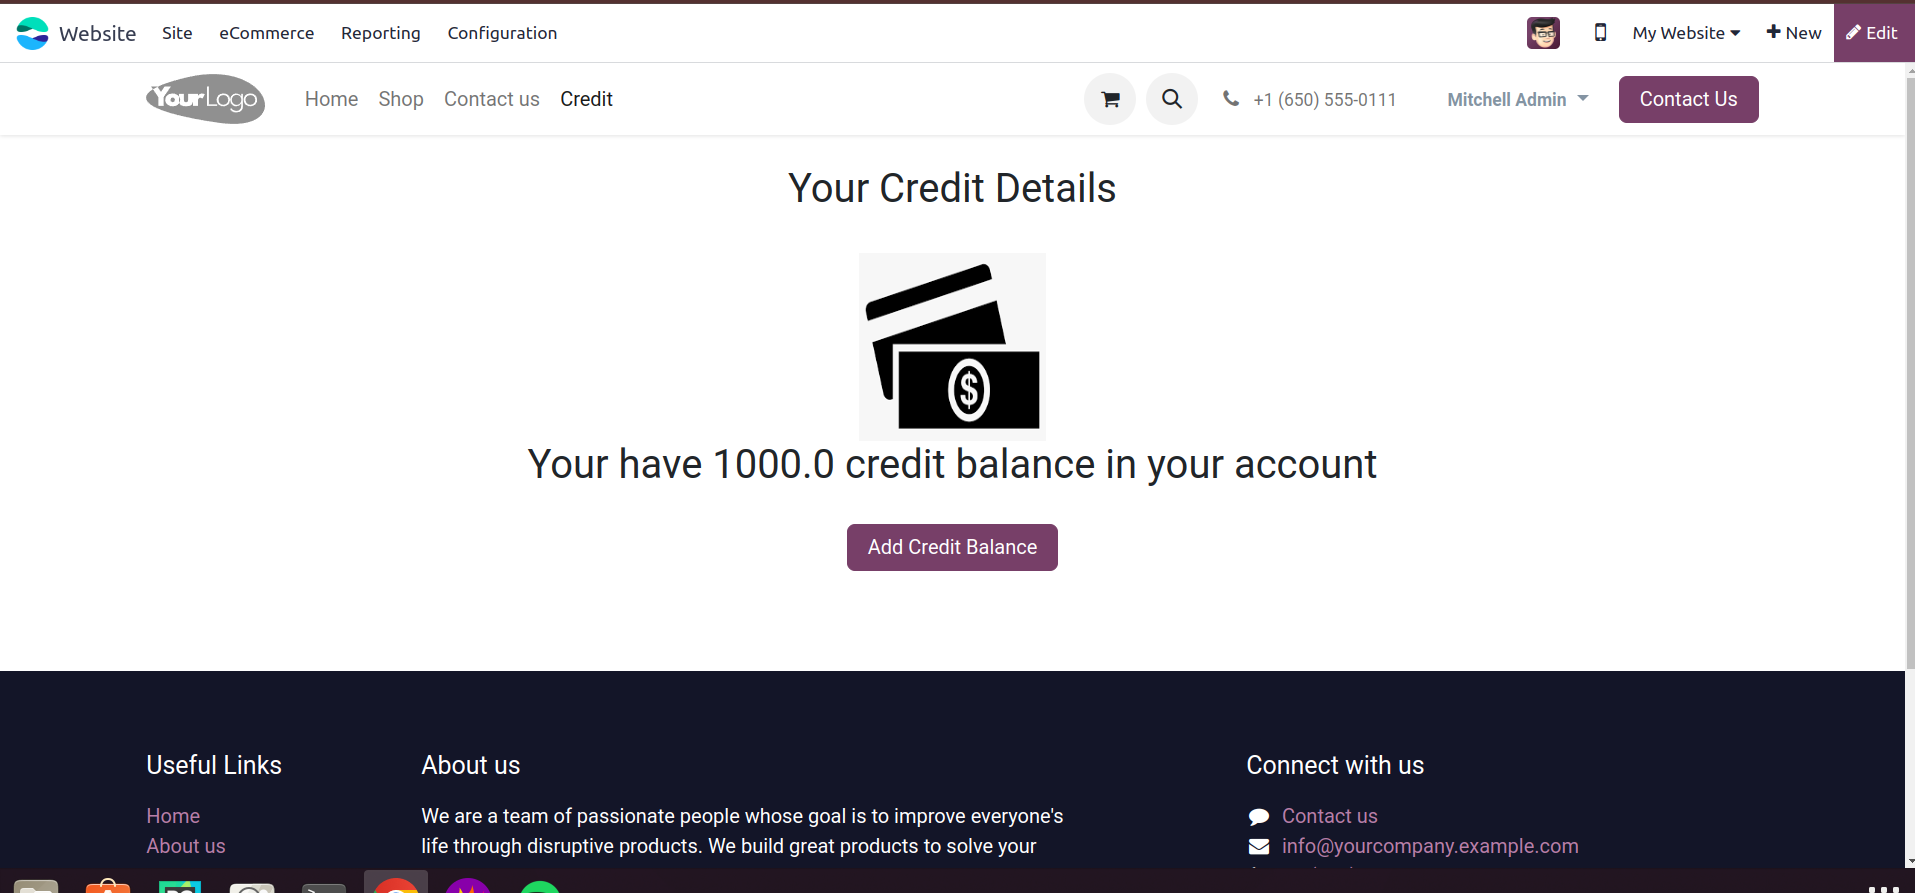 Website Site eCommerce Reporting Configuration My Website New Edit
YourLogo Home Shop Contact us Credit +1 (650) 555-0111 Mitchell Admin Contact Us
Your Credit Details
$
Your have 1000.0 credit balance in your account
Add Credit Balance
Useful Links About us Connect with us
Home We are a team of passionate people whose goal is to improve everyone's Contact us
About us life through disruptive products. We build great products to solve your info@yourcompany.example.com